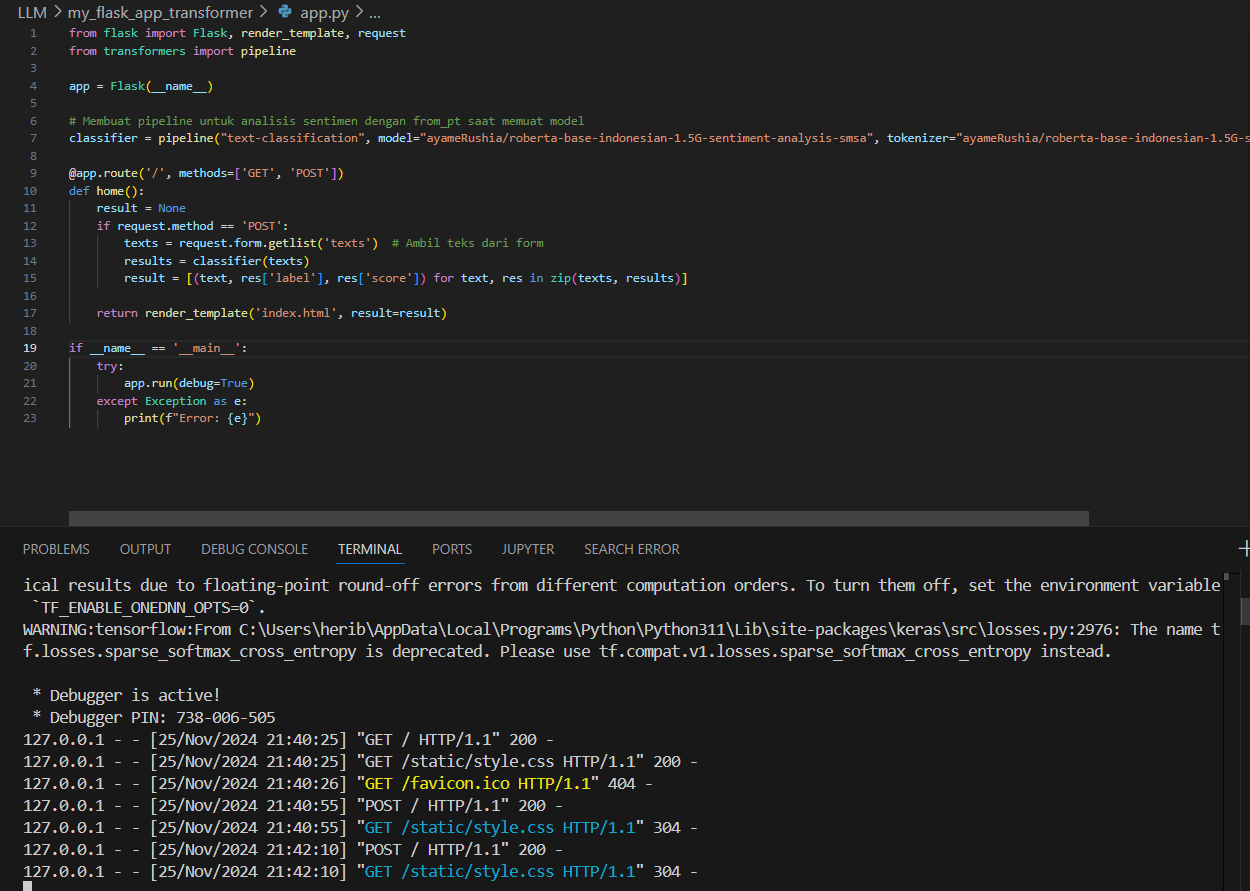 LLM > my_flask_app_transformer > app.py > ...
1 from flask import Flask, render_template, request
2 from transformers import pipeline
3
4 app = Flask(__name__)
5
6 # Membuat pipeline untuk analisis sentimen dengan from_pt saat memuat model
7 classifier = pipeline("text-classification", model="ayameRushia/roberta-base-indonesian-1.5G-sentiment-analysis-smsa", tokenizer="ayameRushia/roberta-base-indonesian-1.5G-s
8
9 @app.route('/', methods=['GET', 'POST'])
10 def home():
11     result = None
12     if request.method == 'POST':
13         texts = request.form.getlist('texts')  # Ambil teks dari form
14         results = classifier(texts)
15         result = [(text, res['label'], res['score']) for text, res in zip(texts, results)]
16
17     return render_template('index.html', result=result)
18
19 if __name__ == '__main__':
20     try:
21         app.run(debug=True)
22     except Exception as e:
23         print(f"Error: {e}")
PROBLEMS OUTPUT DEBUG CONSOLE TERMINAL PORTS JUPYTER SEARCH ERROR +
ical results due to floating-point round-off errors from different computation orders. To turn them off, set the environment variable
`TF_ENABLE_ONEDNN_OPTS=0`.
WARNING:tensorflow:From C:\Users\herib\AppData\Local\Programs\Python\Python311\Lib\site-packages\keras\src\losses.py:2976: The name t
f.losses.sparse_softmax_cross_entropy is deprecated. Please use tf.compat.v1.losses.sparse_softmax_cross_entropy instead.
* Debugger is active!
* Debugger PIN: 738-006-505
127.0.0.1 - - [25/Nov/2024 21:40:25] "GET / HTTP/1.1" 200 -
127.0.0.1 - - [25/Nov/2024 21:40:25] "GET /static/style.css HTTP/1.1" 200 -
127.0.0.1 - - [25/Nov/2024 21:40:26] "GET /favicon.ico HTTP/1.1" 404 -
127.0.0.1 - - [25/Nov/2024 21:40:55] "POST / HTTP/1.1" 200 -
127.0.0.1 - - [25/Nov/2024 21:40:55] "GET /static/style.css HTTP/1.1" 304 -
127.0.0.1 - - [25/Nov/2024 21:42:10] "POST / HTTP/1.1" 200 -
127.0.0.1 - - [25/Nov/2024 21:42:10] "GET /static/style.css HTTP/1.1" 304 -